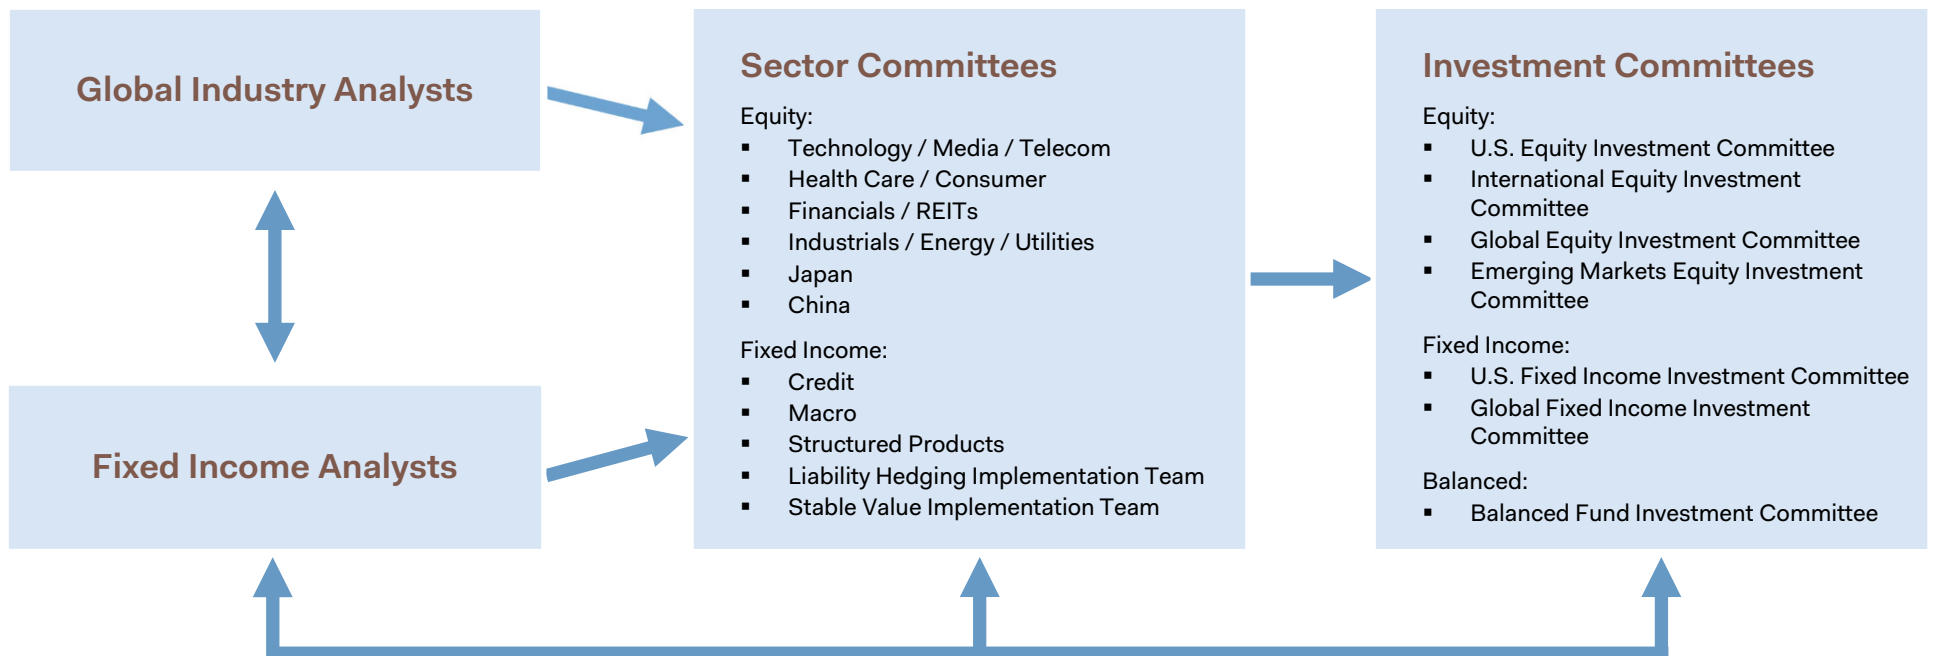 Global Industry Analysts
Fixed Income Analysts
Sector Committees
Equity:
▪ Technology / Media / Telecom
▪ Health Care / Consumer
▪ Financials / REITs
▪ Industrials / Energy / Utilities
▪ Japan
▪ China
Fixed Income:
▪ Credit
▪ Macro
▪ Structured Products
▪ Liability Hedging Implementation Team
▪ Stable Value Implementation Team
Investment Committees
Equity:
▪ U.S. Equity Investment Committee
▪ International Equity Investment
Committee
▪ Global Equity Investment Committee
▪ Emerging Markets Equity Investment
Committee
Fixed Income:
▪ U.S. Fixed Income Investment Committee
▪ Global Fixed Income Investment
Committee
Balanced:
▪ Balanced Fund Investment Committee